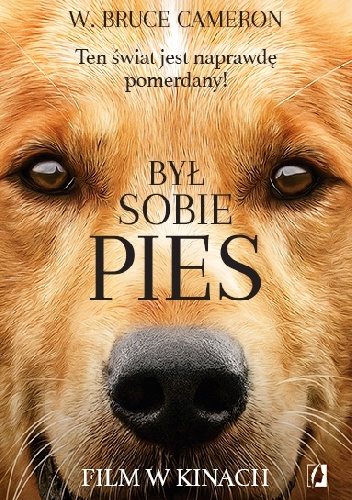 W. BRUCE CAMERON
Ten świat jest naprawdę
pomerdany!
BYŁ
SOBIE
PIES
FILM W KINACH